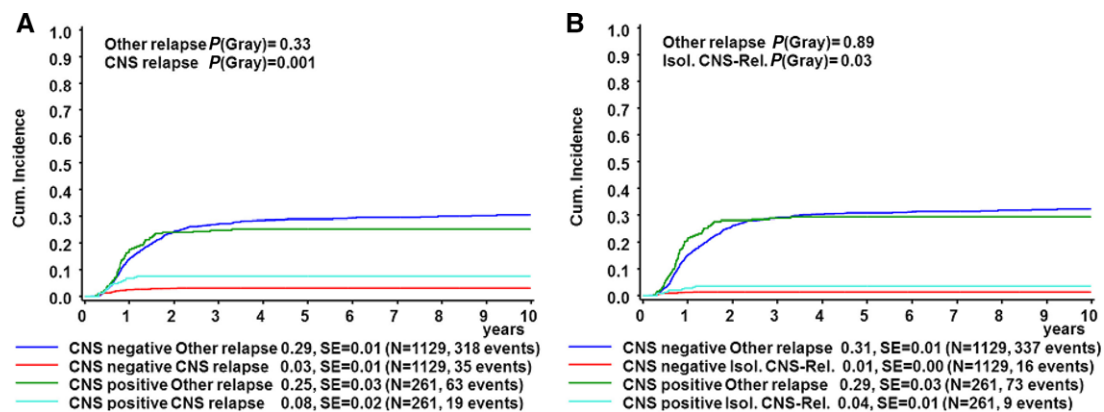 A
Other relapse P(Gray)= 0.33
CNS relapse P(Gray)=0.001
Cum. Incidence
1.0
0.9
0.8
0.7
0.6
0.5
0.4
0.3
0.2
0.1
0.0
0 1 2 3 4 5 6 7 8 9 10
years
CNS negative Other relapse 0.29, SE=0.01 (N=1129, 318 events)
CNS negative CNS relapse 0.03, SE=0.01 (N=1129, 35 events)
CNS positive Other relapse 0.25, SE=0.03 (N=261, 63 events)
CNS positive CNS relapse 0.08, SE=0.02 (N=261, 19 events)
B
Other relapse P(Gray)= 0.89
Isol. CNS-Rel. P(Gray)= 0.03
Cum. Incidence
1.0
0.9
0.8
0.7
0.6
0.5
0.4
0.3
0.2
0.1
0.0
0 1 2 3 4 5 6 7 8 9 10
years
CNS negative Other relapse 0.31, SE=0.01 (N=1129, 337 events)
CNS negative Isol. CNS-Rel. 0.01, SE=0.00 (N=1129, 16 events)
CNS positive Other relapse 0.29, SE=0.03 (N=261, 73 events)
CNS positive Isol. CNS-Rel. 0.04, SE=0.01 (N=261, 9 events)